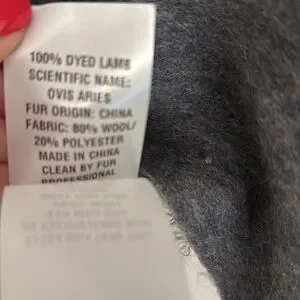 100% DYED LAMB
SCIENTIFIC NAME:
OVIS ARIES
FUR ORIGIN: CHINA
FABRIC: 80% WOOL/
20% POLYESTER
MADE IN CHINA
CLEAN BY FUR
PROFESSIONAL